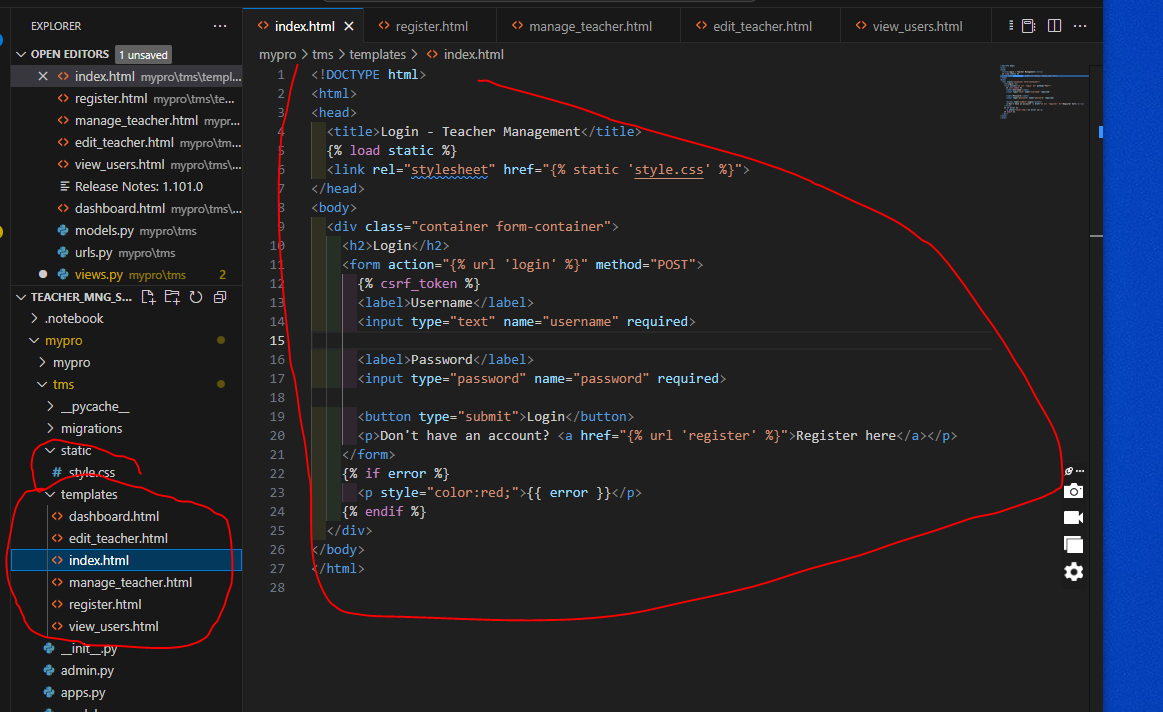 EXPLORER
OPEN EDITORS 1 unsaved
index.html mypro\tms\templ...
register.html mypro\tms\te...
manage_teacher.html mypr...
edit_teacher.html mypro\tm...
view_users.html mypro\tms\...
Release Notes: 1.101.0
dashboard.html mypro\tms\...
models.py mypro\tms
urls.py mypro\tms
views.py mypro\tms 2
TEACHER_MNG_S...
.notebook
mypro
mypro
tms
__pycache__
migrations
static
# style.css
templates
dashboard.html
edit_teacher.html
index.html
manage_teacher.html
register.html
view_users.html
__init__.py
admin.py
apps.py
index.html
register.html
manage_teacher.html
edit_teacher.html
view_users.html
mypro > tms > templates > index.html
1 <!DOCTYPE html>
2 <html>
3 <head>
4 <title>Login - Teacher Management</title>
5 {% load static %}
6 <link rel="stylesheet" href="{% static 'style.css' %}">
7 </head>
8 <body>
9 <div class="container form-container">
10 <h2>Login</h2>
11 <form action="{% url 'login' %}" method="POST">
12 {% csrf_token %}
13 <label>Username</label>
14 <input type="text" name="username" required>
15
16 <label>Password</label>
17 <input type="password" name="password" required>
18
19 <button type="submit">Login</button>
20 <p>Don't have an account? <a href="{% url 'register' %}">Register here</a></p>
21 </form>
22 {% if error %}
23 <p style="color:red;">{{ error }}</p>
24 {% endif %}
25 </div>
26 </body>
27 </html>
28